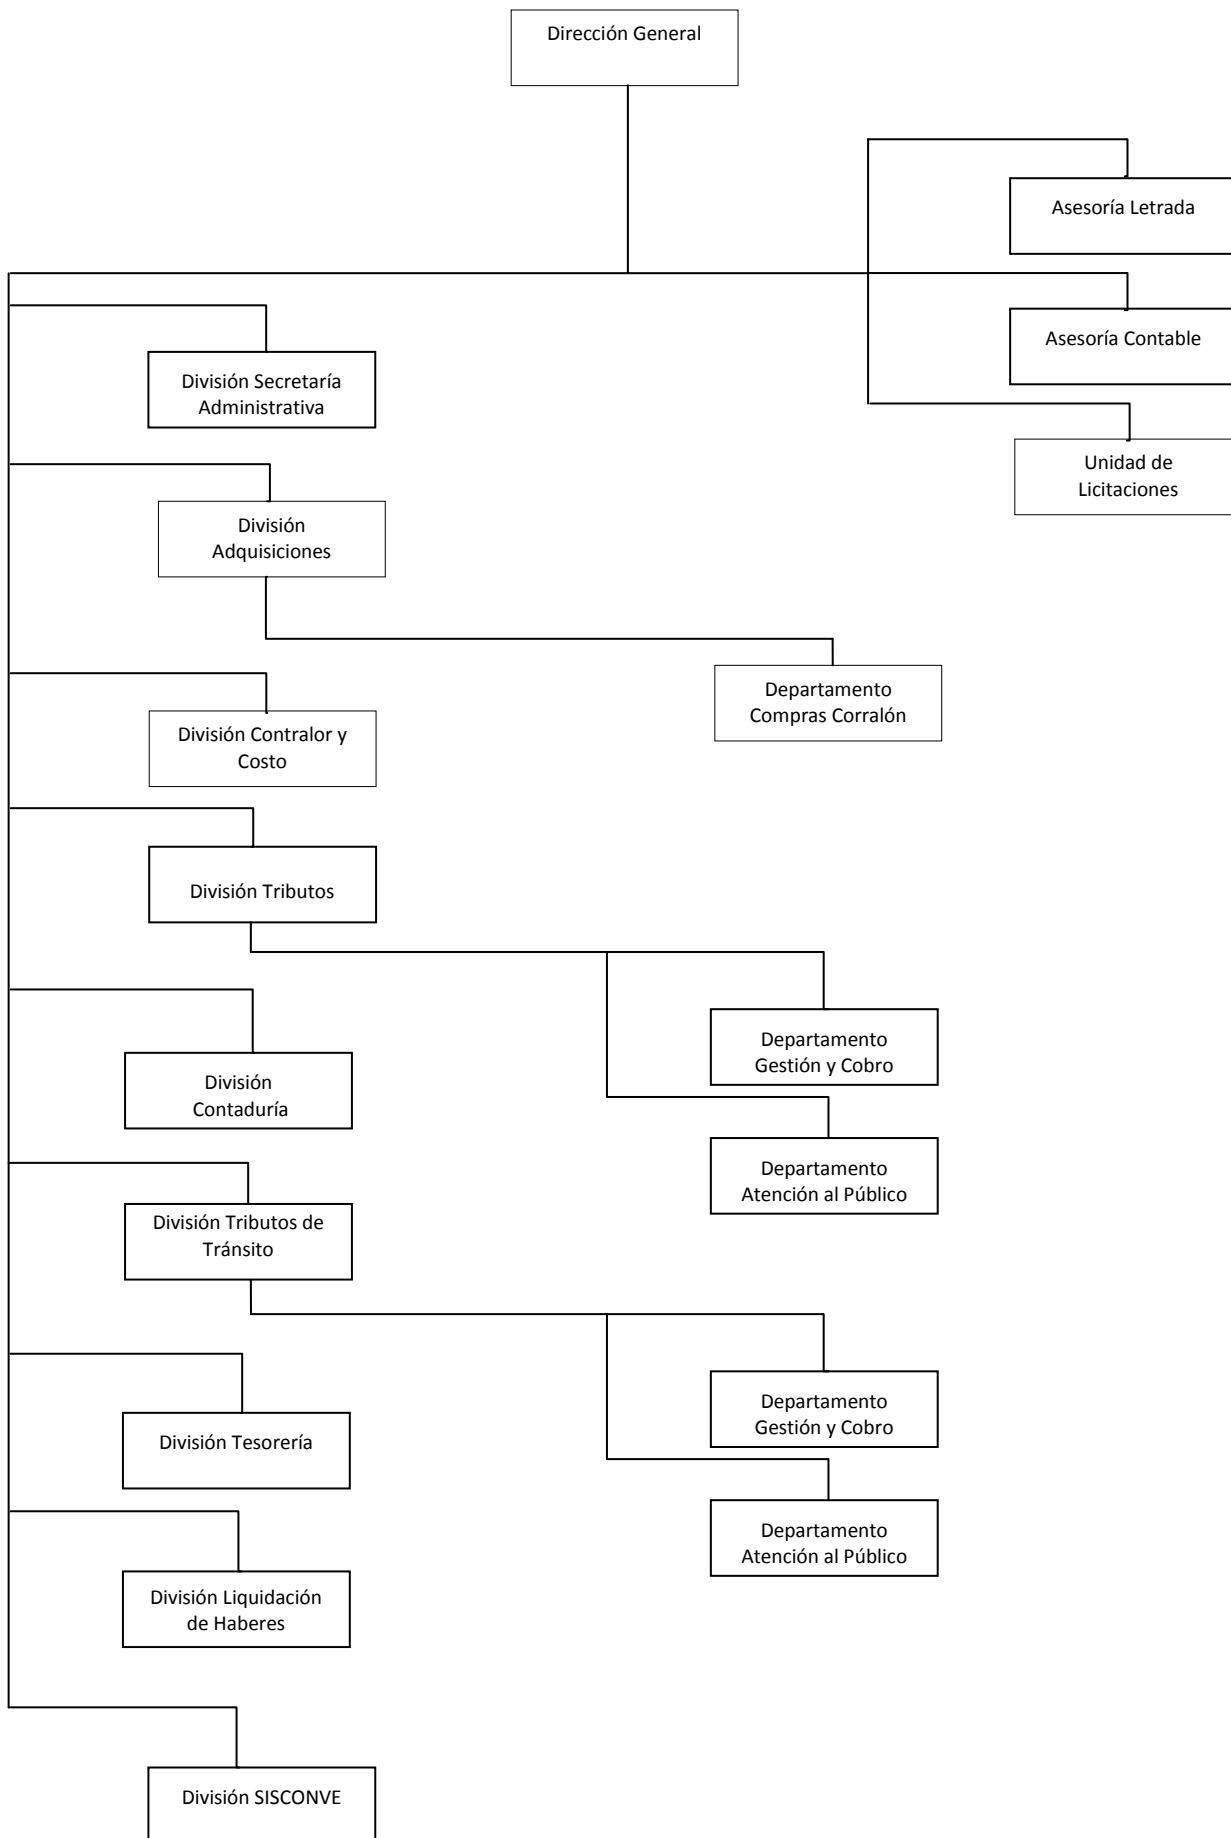 Dirección General
Asesoría Letrada
Asesoría Contable
Unidad de
Licitaciones
División Secretaría
Administrativa
División
Adquisiciones
Departamento
Compras Corralón
División Contralor y
Costo
División Tributos
Departamento
Gestión y Cobro
Departamento
Atención al Público
División
Contaduría
División Tributos de
Tránsito
Departamento
Gestión y Cobro
Departamento
Atención al Público
División Tesorería
División Liquidación
de Haberes
División SISCONVE